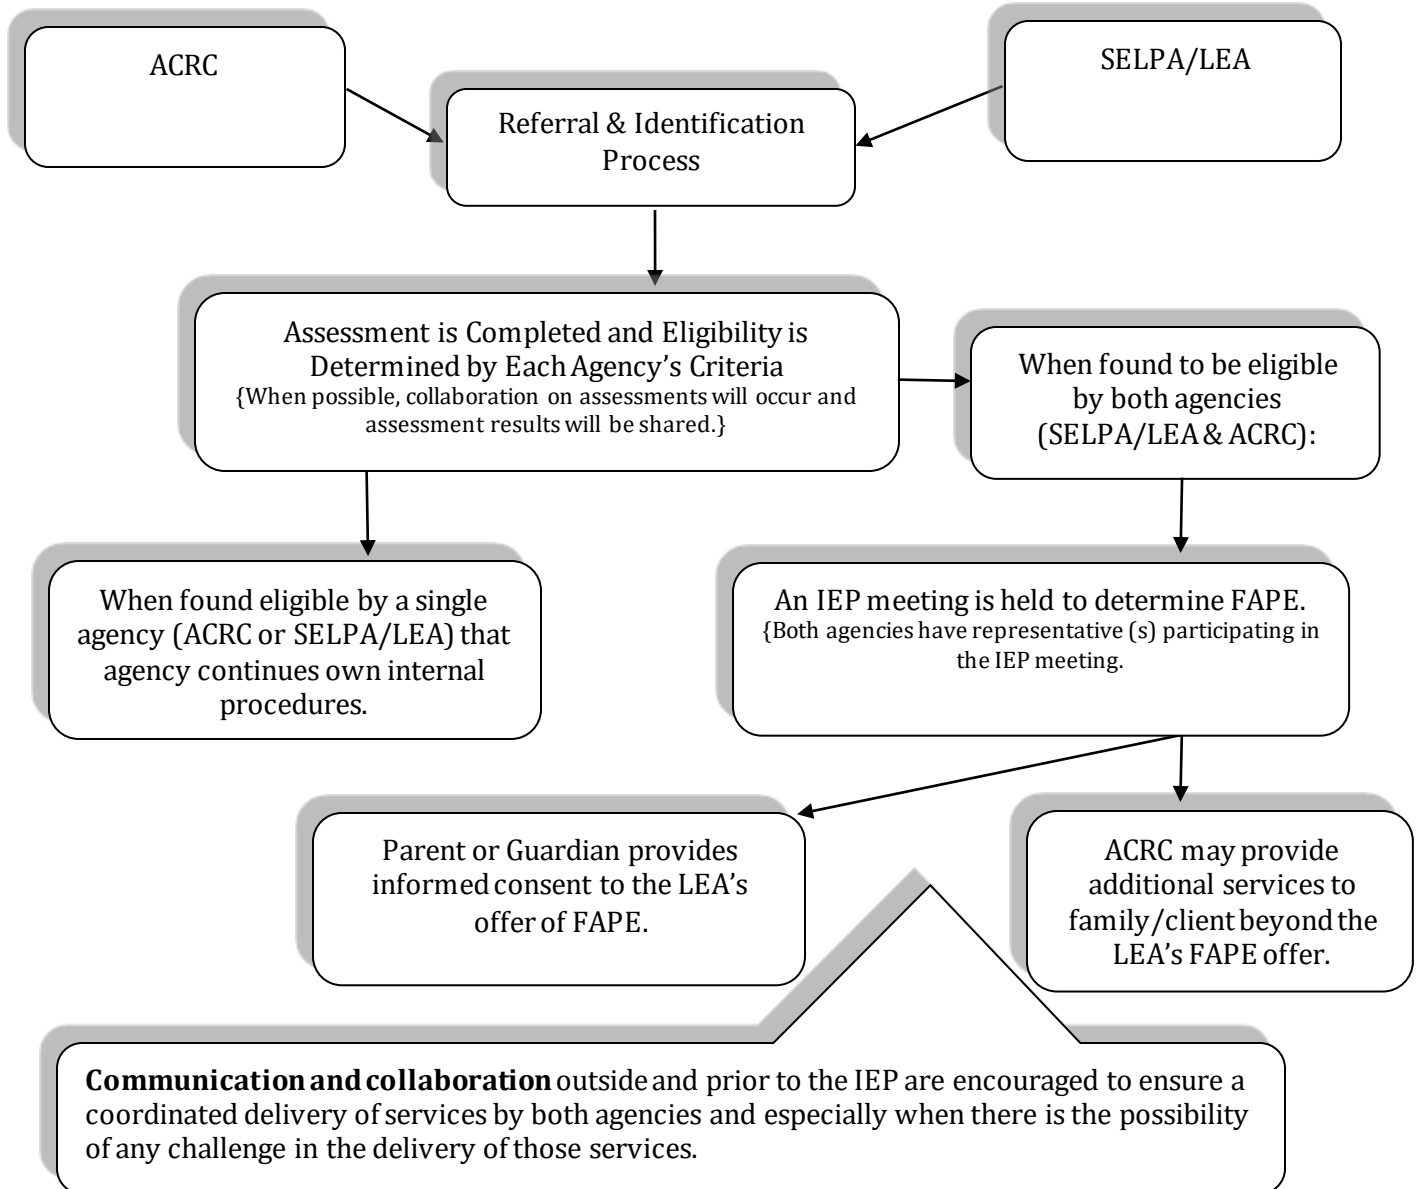 ACRC
SELPA/LEA
Referral & Identification
Process
Assessment is Completed and Eligibility is
Determined by Each Agency’s Criteria
{When possible, collaboration on assessments will occur and
assessment results will be shared.}
When found to be eligible
by both agencies
(SELPA/LEA & ACRC):
When found eligible by a single
agency (ACRC or SELPA/LEA) that
agency continues own internal
procedures.
An IEP meeting is held to determine FAPE.
{Both agencies have representative (s) participating in
the IEP meeting.
Parent or Guardian provides
informed consent to the LEA’s
offer of FAPE.
ACRC may provide
additional services to
family/client beyond the
LEA’s FAPE offer.
Communication and collaboration outside and prior to the IEP are encouraged to ensure a
coordinated delivery of services by both agencies and especially when there is the possibility
of any challenge in the delivery of those services.